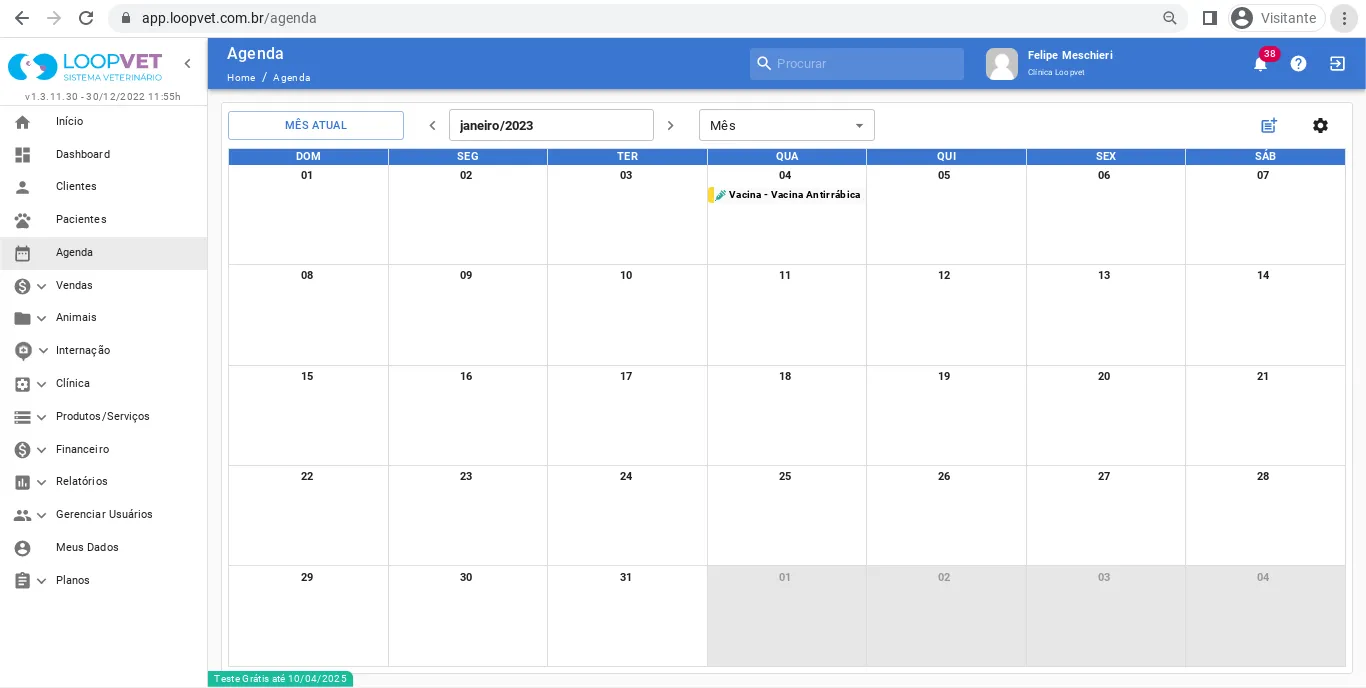 app.loopvet.com.br/agenda
Visitante
LOOPVET
SISTEMA VETERINÁRIO
v1.3.11.30 - 30/12/2022 11:55h
Início
Dashboard
Clientes
Pacientes
Agenda
Vendas
Animais
Internação
Clínica
Produtos/Serviços
Financeiro
Relatórios
Gerenciar Usuários
Meus Dados
Planos
Agenda
Home / Agenda
Procurar
Felipe Meschieri
Clínica Loopvet
38
MÊS ATUAL
janeiro/2023
Mês
DOM SEG TER QUA QUI SEX SÁB
01 02 03 04 05 06 07
Vacina - Vacina Antirrábica
08 09 10 11 12 13 14
15 16 17 18 19 20 21
22 23 24 25 26 27 28
29 30 31 01 02 03 04
Teste Grátis até 10/04/2025